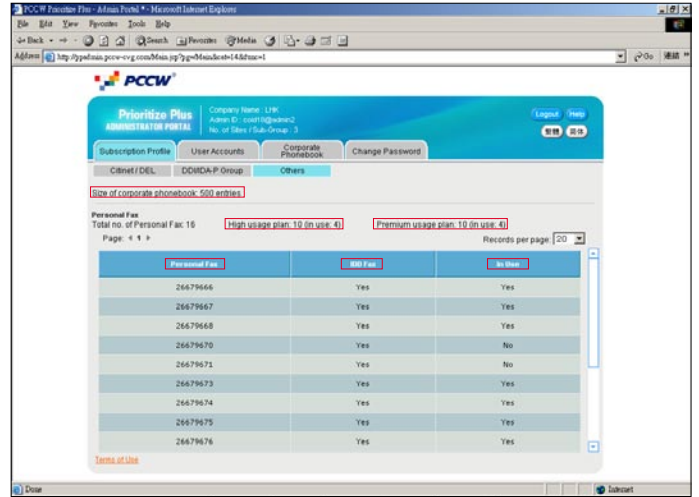 PCCW Prioritize Plus - Admin Portal * - Microsoft Internet Explorer
File Edit View Favorites Tools Help
Back Search Favorites Media
Address Go 連結 »
PCCW
Prioritize Plus
ADMINISTRATOR PORTAL
Company Name : LHK
No. of Sites / Sub-Group : 3
Logout Help
繁體 简体
Subscription Profile User Accounts Corporate Phonebook Change Password
Citinet / DEL DDI/IDA-P Group Others
Size of corporate phonebook: 500 entries
Personal Fax
Total no. of Personal Fax: 16 High usage plan: 10 (in use: 4) Premium usage plan: 10 (in use: 4)
Page: 1 Records per page: 20
Personal Fax IDD Fax In Use
26679666 Yes Yes
26679667 Yes Yes
26679668 Yes Yes
26679670 Yes No
26679671 Yes No
26679673 Yes Yes
26679674 Yes Yes
26679675 Yes Yes
26679676 Yes Yes
Terms of Use
Done Internet